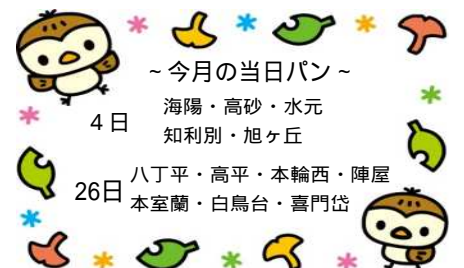 ~今月の当日パン~
4日
海陽・高砂・水元
知利別・旭ヶ丘
26日
八丁平・高平・本輪西・陣屋
本室蘭・白鳥台・喜門岱